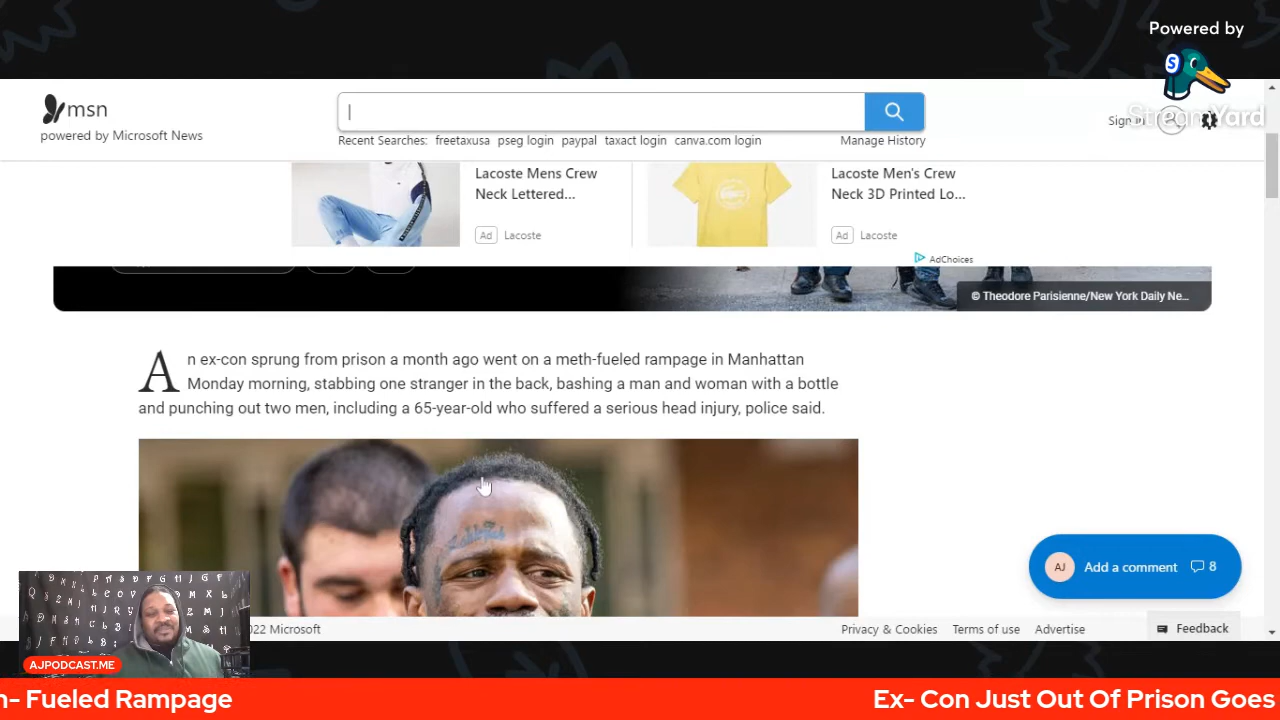 Powered by
S
StreamYard
msn
powered by Microsoft News
Sign in
Recent Searches: freetaxusa pseg login paypal taxact login canva.com login
Manage History
Lacoste Mens Crew
Neck Lettered...
Ad Lacoste
Lacoste Men's Crew
Neck 3D Printed Lo...
Ad Lacoste
AdChoices
© Theodore Parisienne/New York Daily Ne...
An ex-con sprung from prison a month ago went on a meth-fueled rampage in Manhattan
Monday morning, stabbing one stranger in the back, bashing a man and woman with a bottle
and punching out two men, including a 65-year-old who suffered a serious head injury, police said.
AJ Add a comment 8
022 Microsoft
Privacy & Cookies Terms of use Advertise
Feedback
AJPODCAST.ME
- Fueled Rampage
Ex- Con Just Out Of Prison Goes